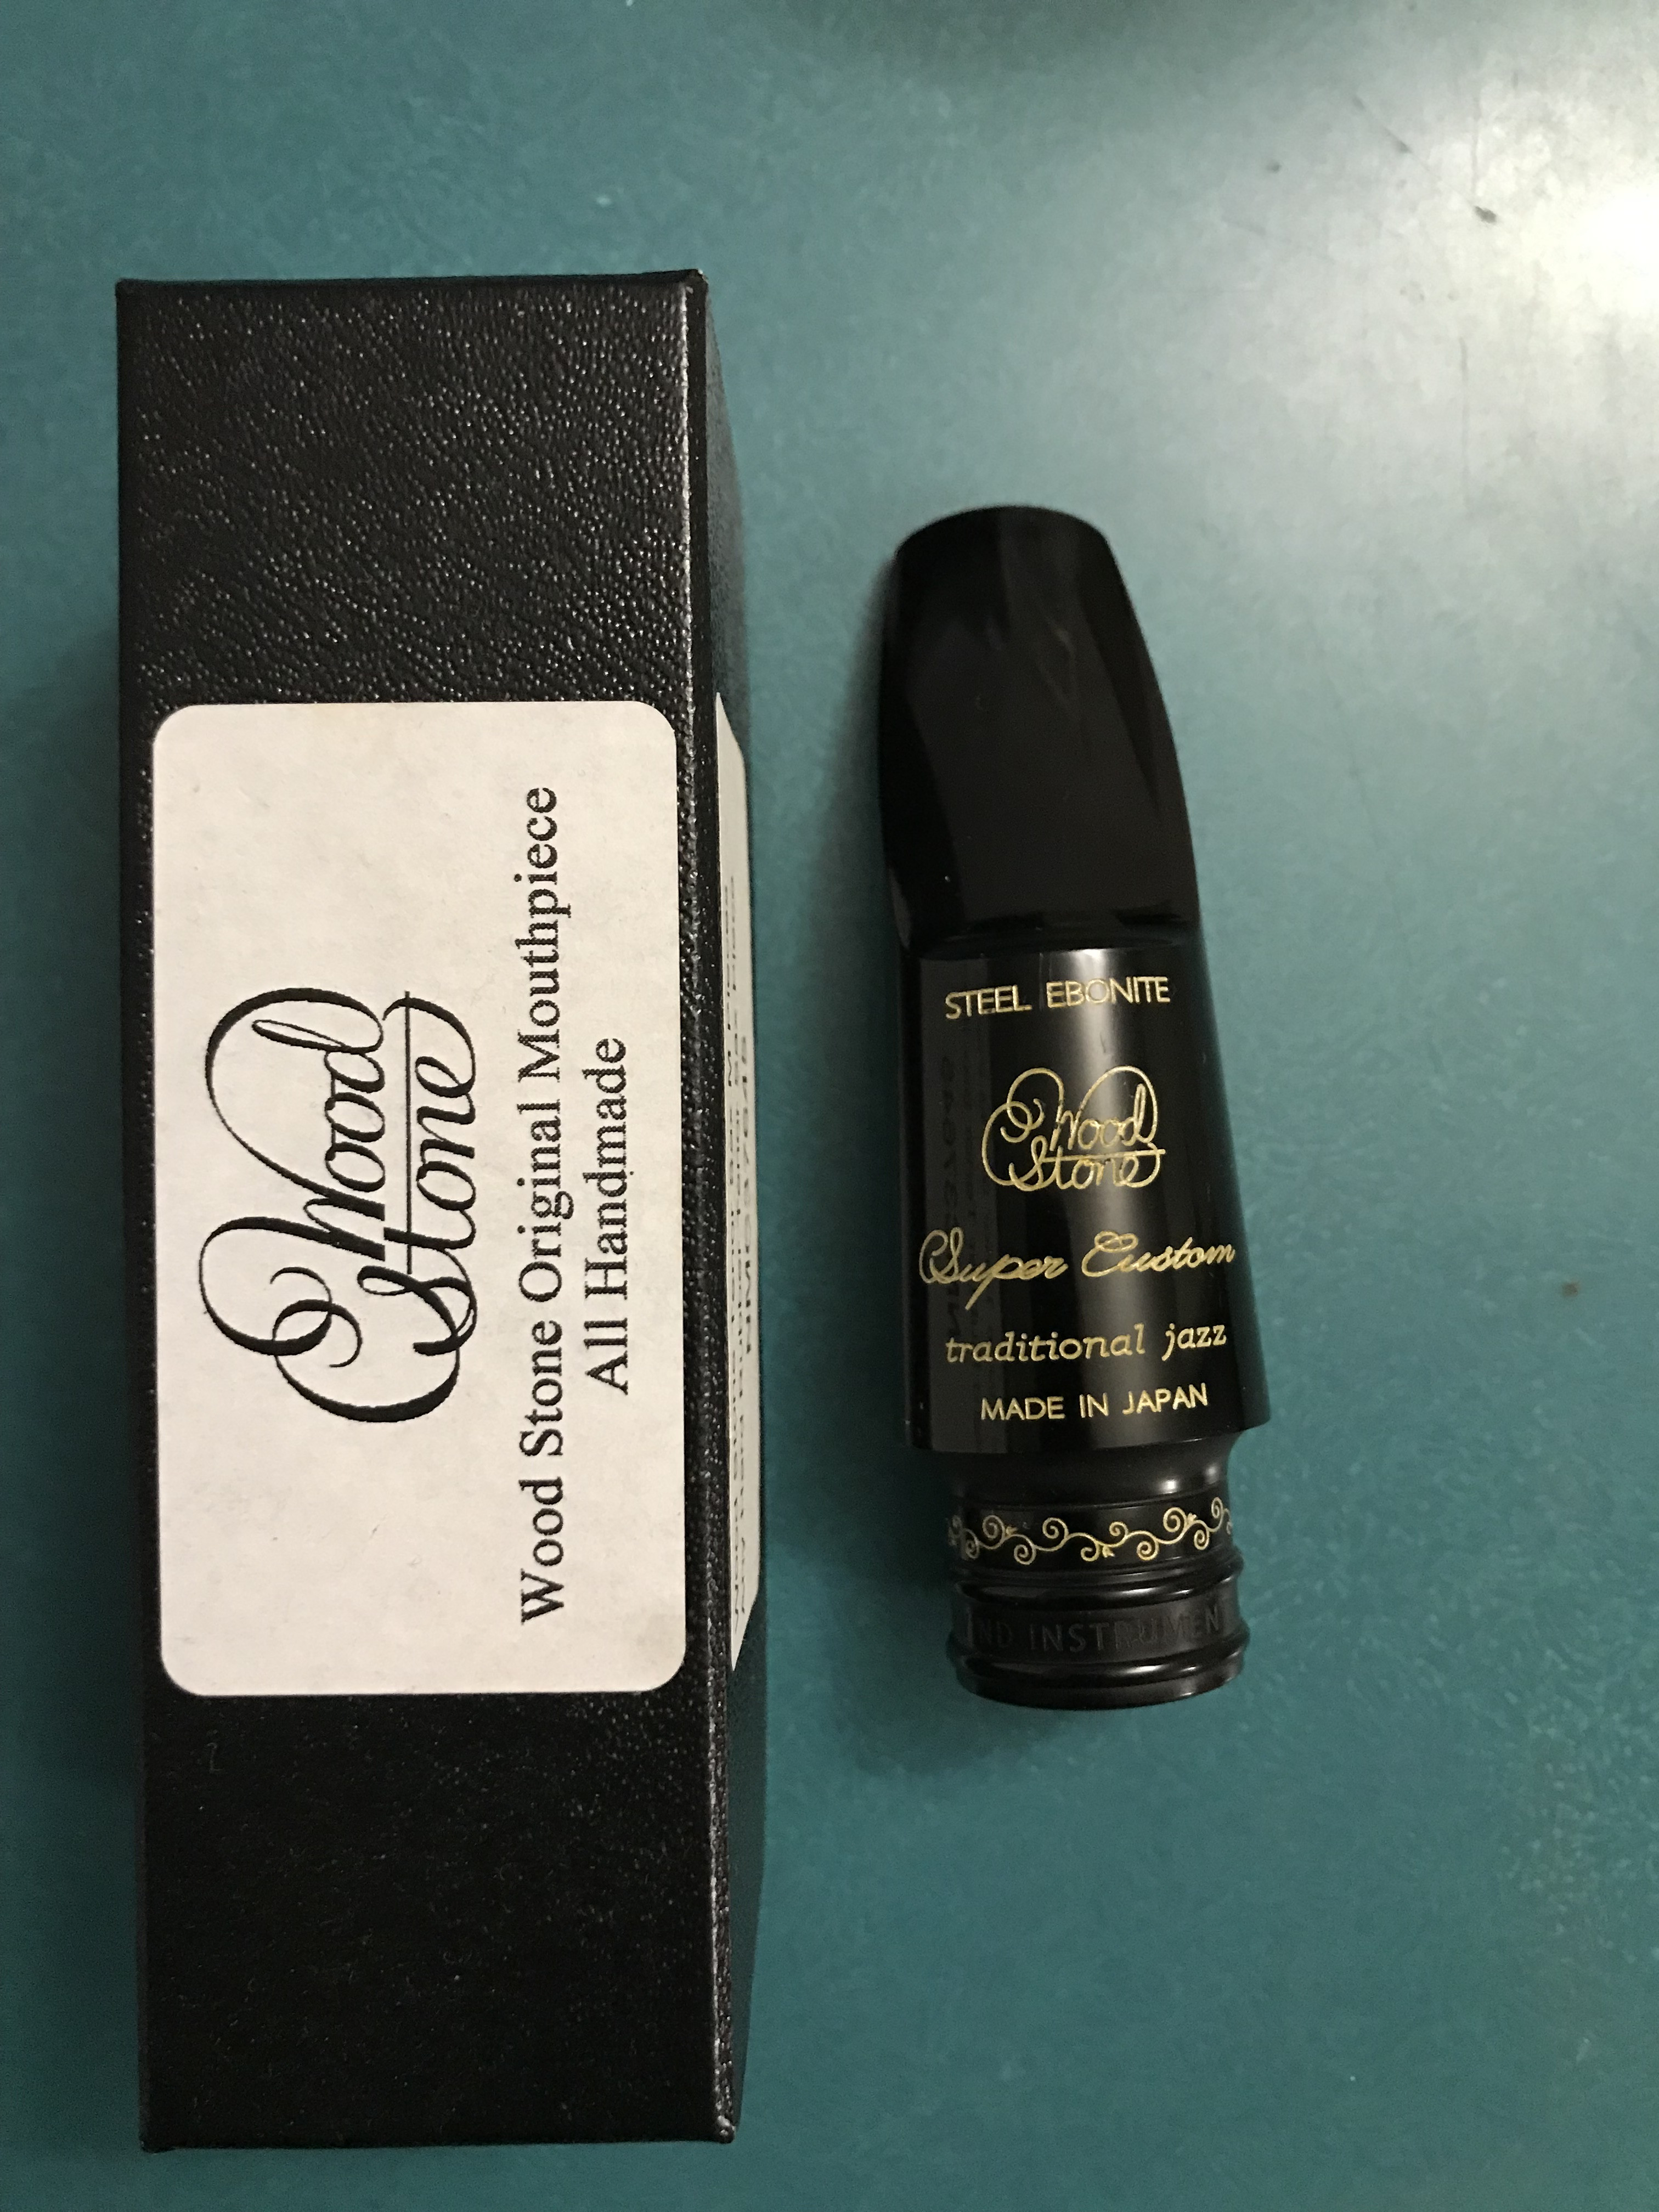 Wood
Stone
Wood Stone Original Mouthpiece
All Handmade
STEEL EBONITE
Wood
Stone
Super Custom
traditional jazz
MADE IN JAPAN